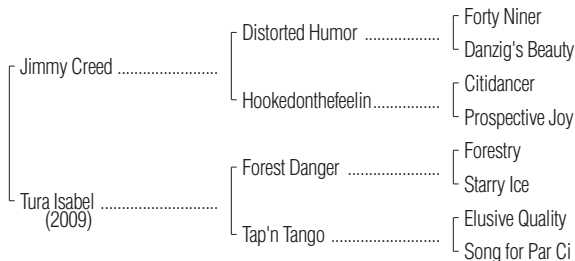 Forty Niner
Distorted Humor ..................
Danzig's Beauty
Jimmy Creed ........................
Citidancer
Hookedonthefeelin................
Prospective Joy
Forestry
Forest Danger ......................
Starry Ice
Tura Isabel ............................
(2009)
Elusive Quality
Tap'n Tango ..........................
Song for Par Ci